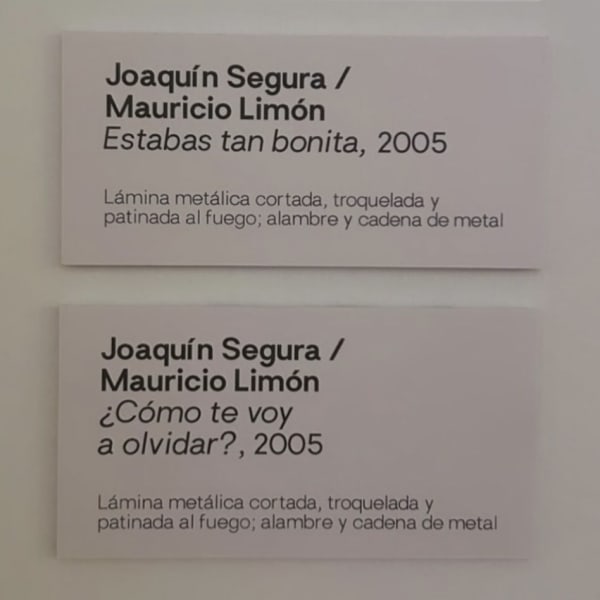 Joaquín Segura /
Mauricio Limón
Estabas tan bonita, 2005
Lámina metálica cortada, troquelada y
patinada al fuego; alambre y cadena de metal
Joaquín Segura /
Mauricio Limón
¿Cómo te voy
a olvidar?, 2005
Lámina metálica cortada, troquelada y
patinada al fuego; alambre y cadena de metal